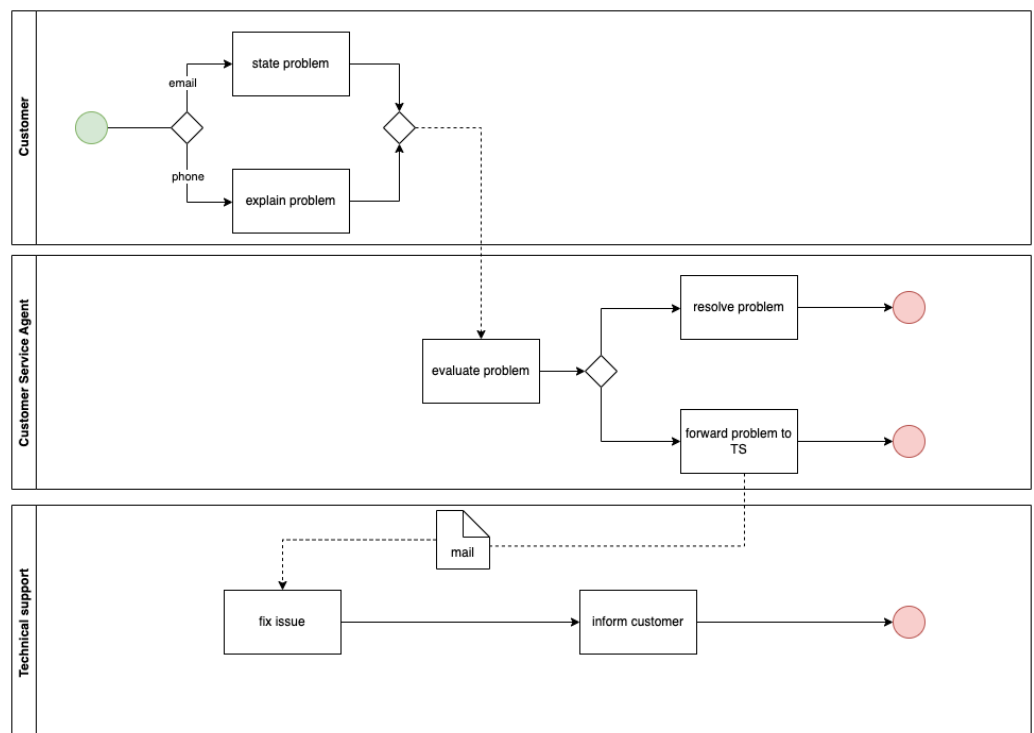 Customer
email
state problem
phone
explain problem
Customer Service Agent
evaluate problem
resolve problem
forward problem to
TS
Technical support
mail
fix issue
inform customer